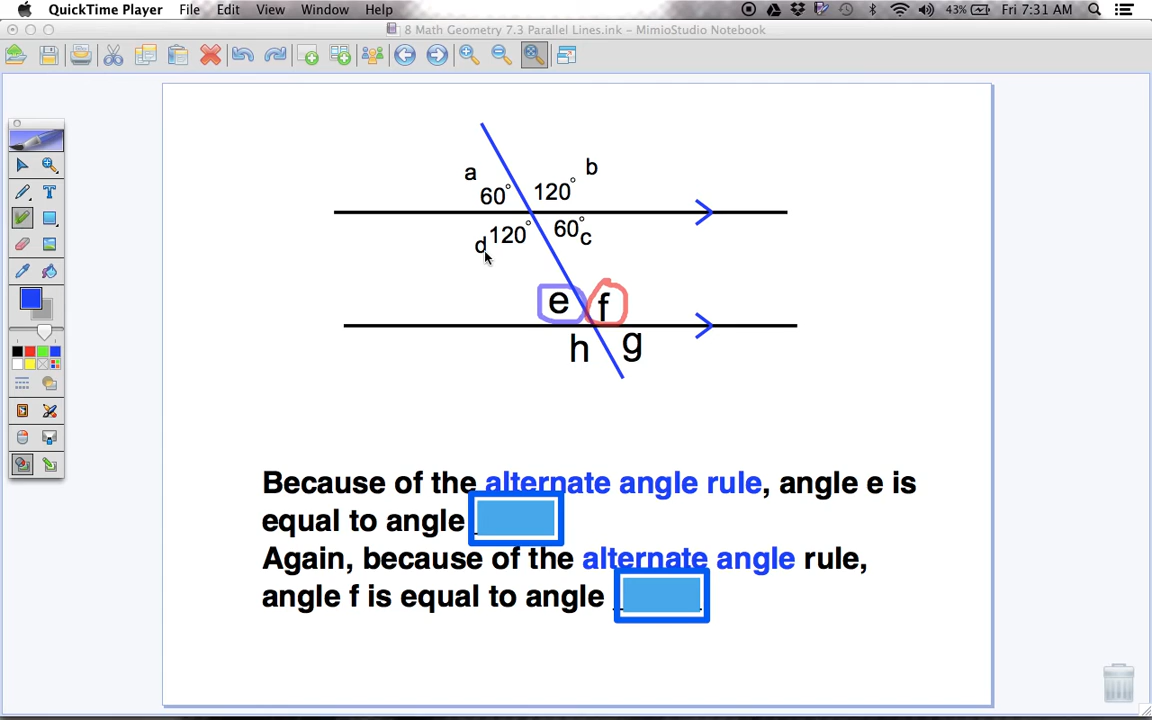 QuickTime Player File Edit View Window Help 43% Fri 7:31 AM
8 Math Geometry 7.3 Parallel Lines.ink – MimioStudio Notebook
a b
60° 120°
d 120° 60° c
e f
h g
Because of the alternate angle rule, angle e is
equal to angle
Again, because of the alternate angle rule,
angle f is equal to angle